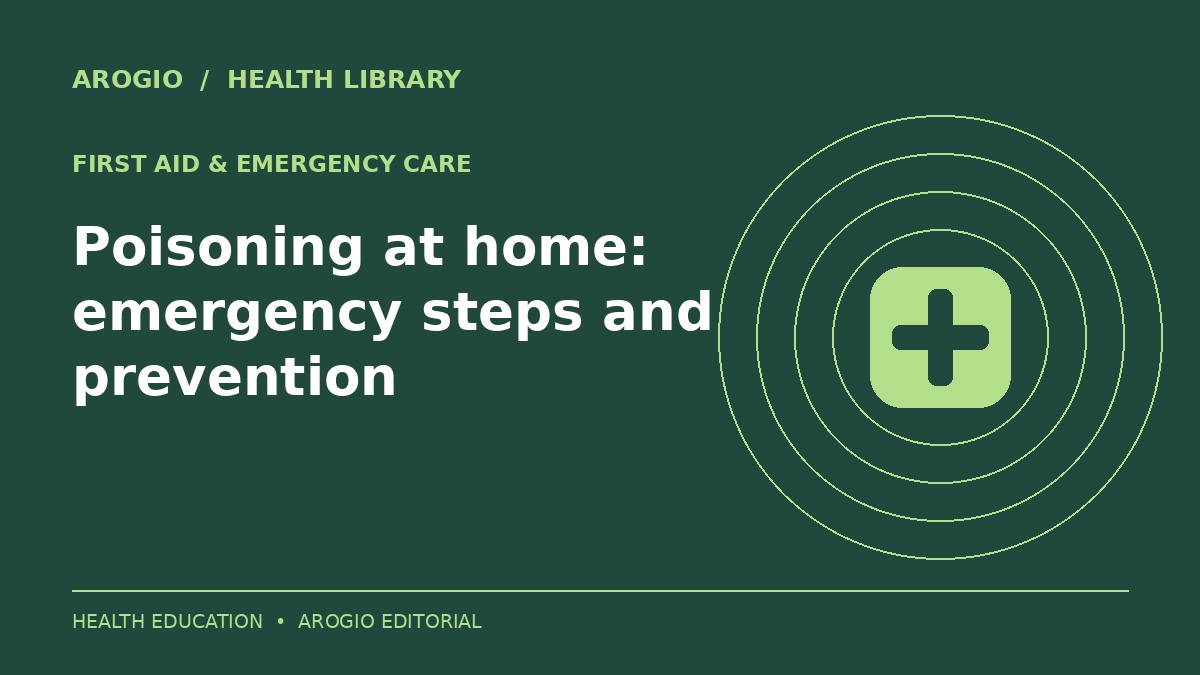 AROGIO / HEALTH LIBRARY
FIRST AID & EMERGENCY CARE
Poisoning at home:
emergency steps and
prevention
HEALTH EDUCATION • AROGIO EDITORIAL